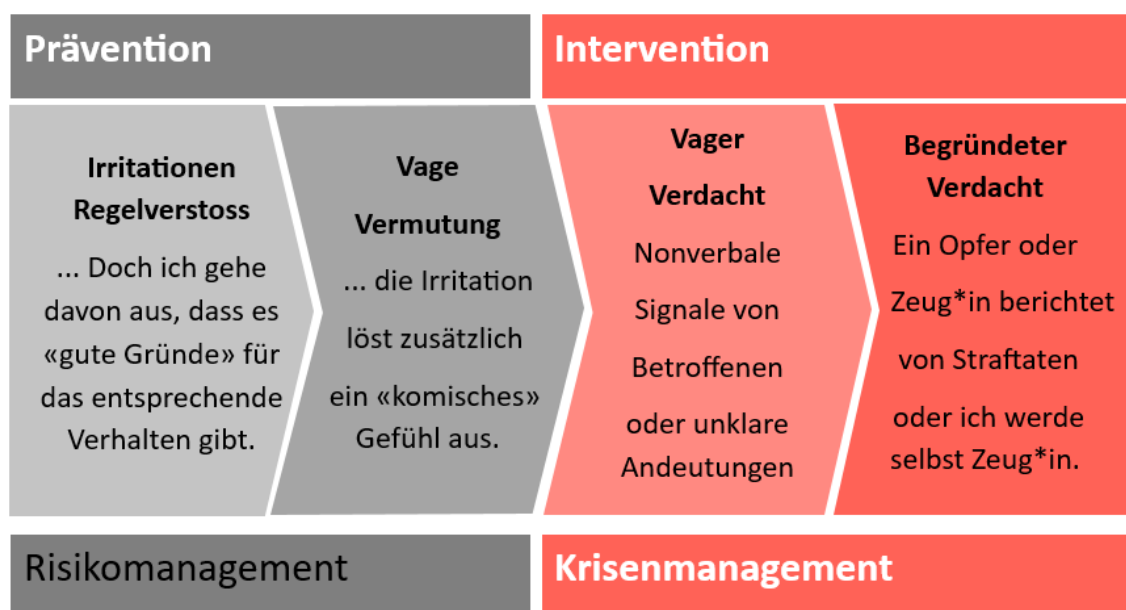 Prävention
Intervention
Irritationen
Regelverstoss
... Doch ich gehe
davon aus, dass es
«gute Gründe» für
das entsprechende
Verhalten gibt.
Vage
Vermutung
... die Irritation
löst zusätzlich
ein «komisches»
Gefühl aus.
Vager
Verdacht
Nonverbale
Signale von
Betroffenen
oder unklare
Andeutungen
Begründeter
Verdacht
Ein Opfer oder
Zeug*in berichtet
von Straftaten
oder ich werde
selbst Zeug*in.
Risikomanagement
Krisenmanagement